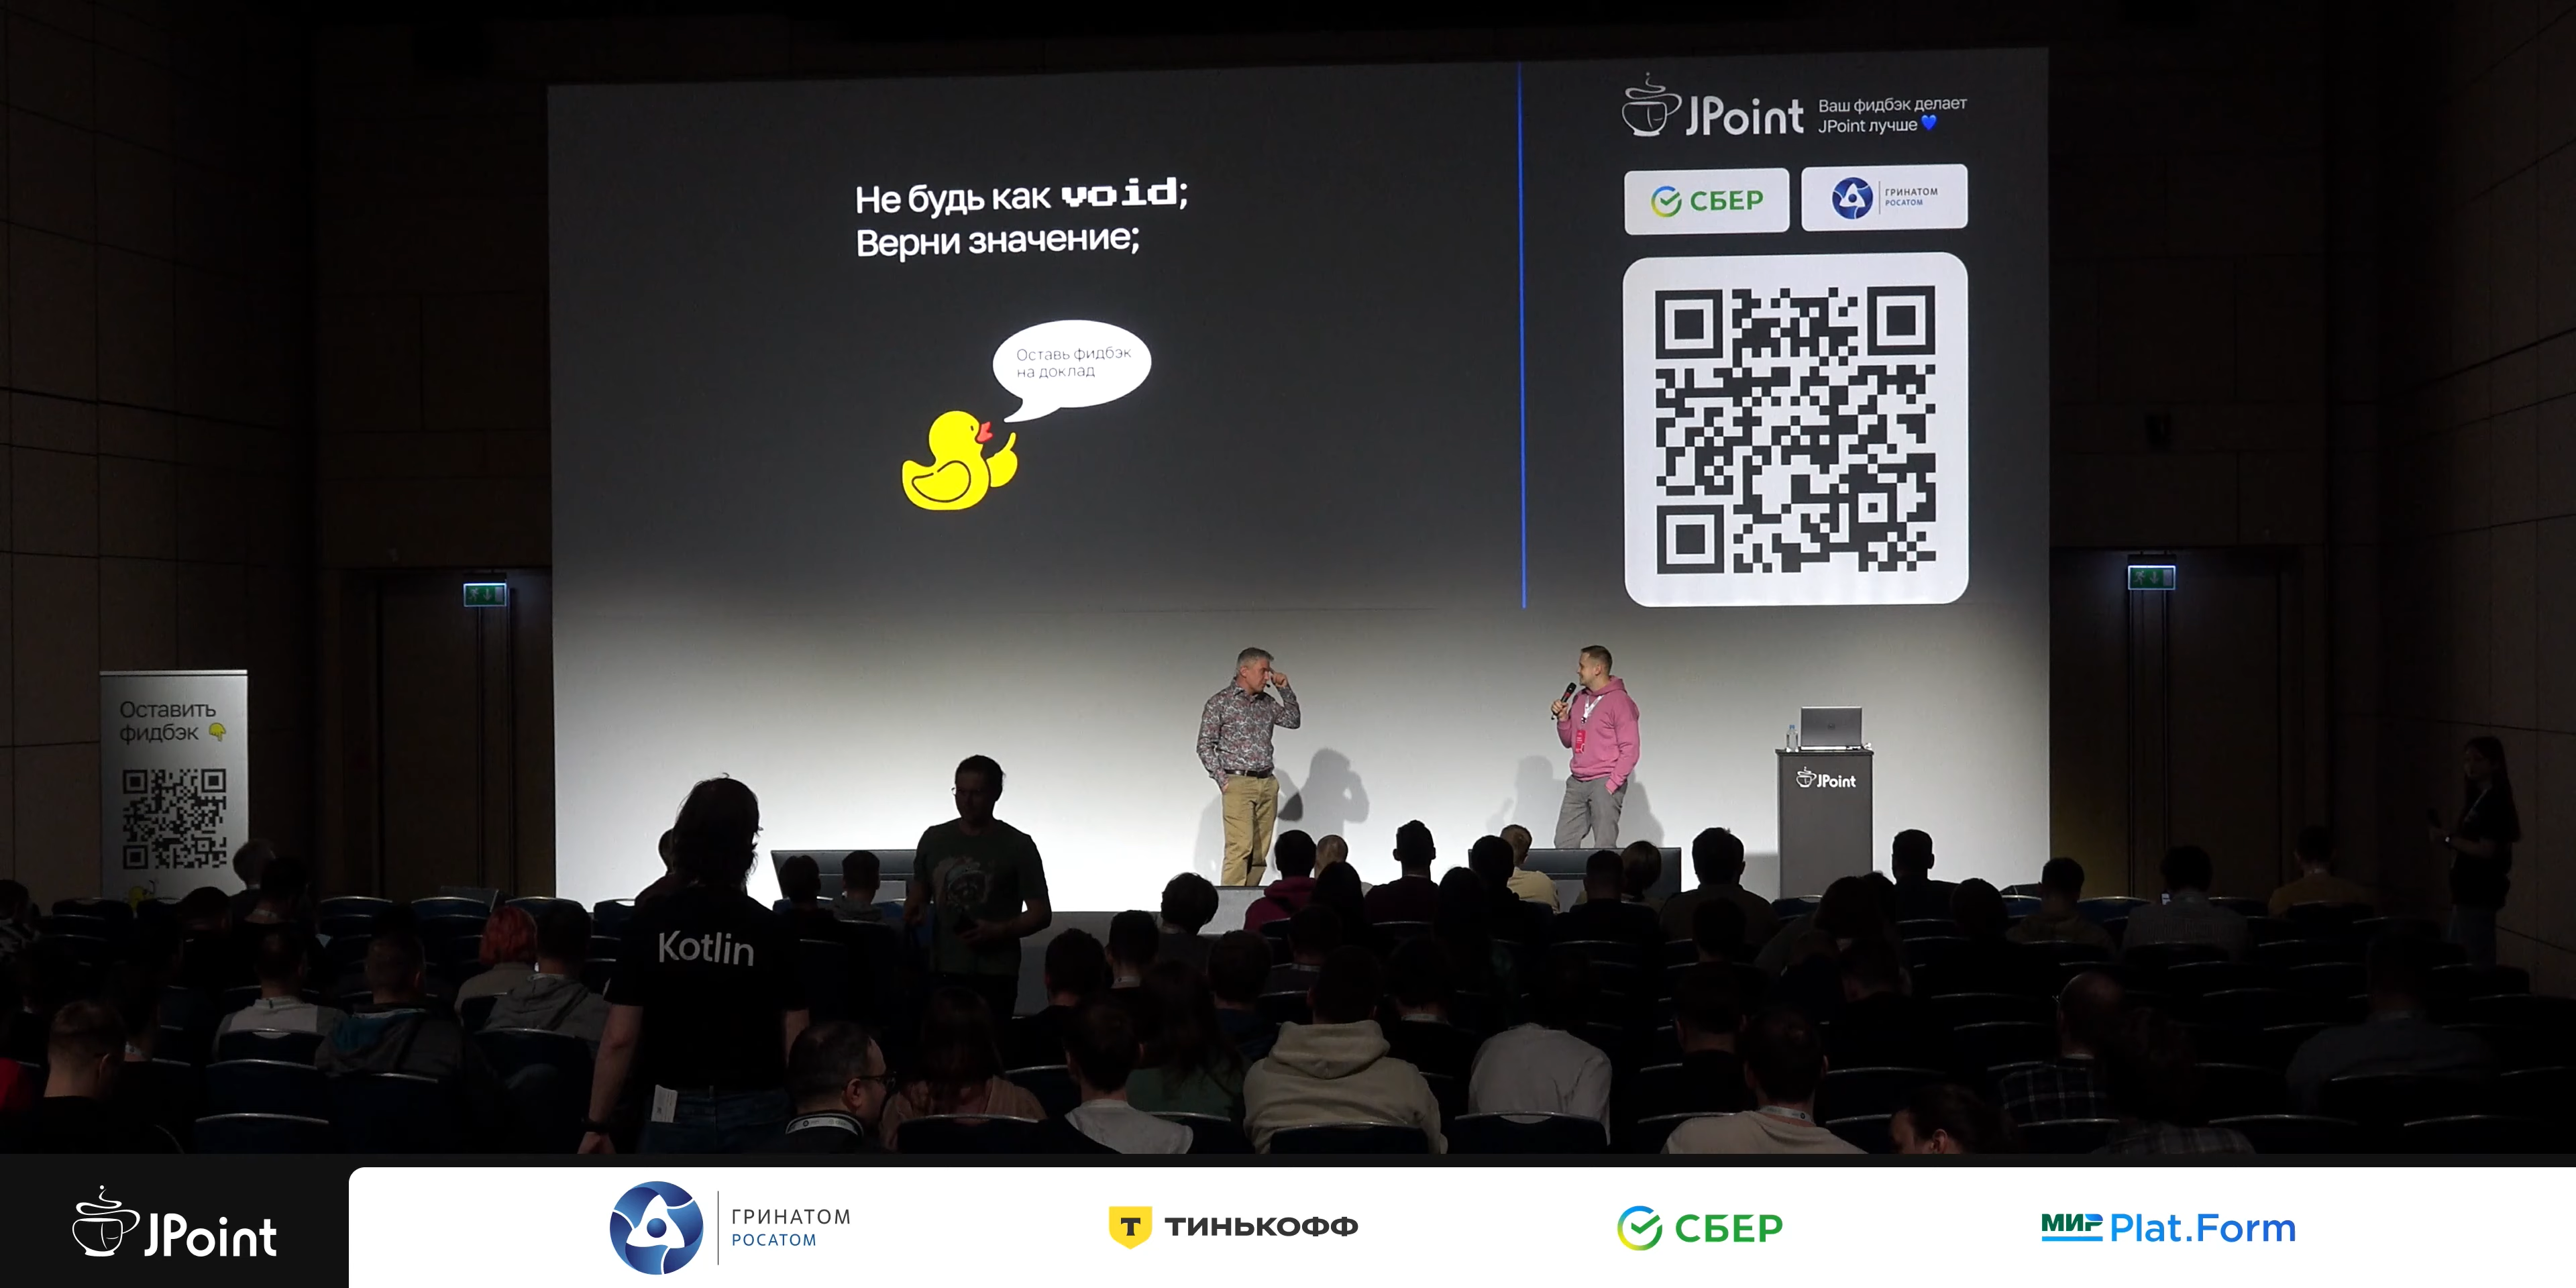 Не будь как void;
Верни значение;
Оставь фидбэк
на доклад
JPoint
Ваш фидбэк делает
JPoint лучше 💙
СБЕР
ГРИНАТОМ
РОСАТОМ
Оставить
фидбэк
JPoint
Kotlin
JPoint
ГРИНАТОМ
РОСАТОМ
Т ТИНЬКОФФ
СБЕР
МИР Plat.Form